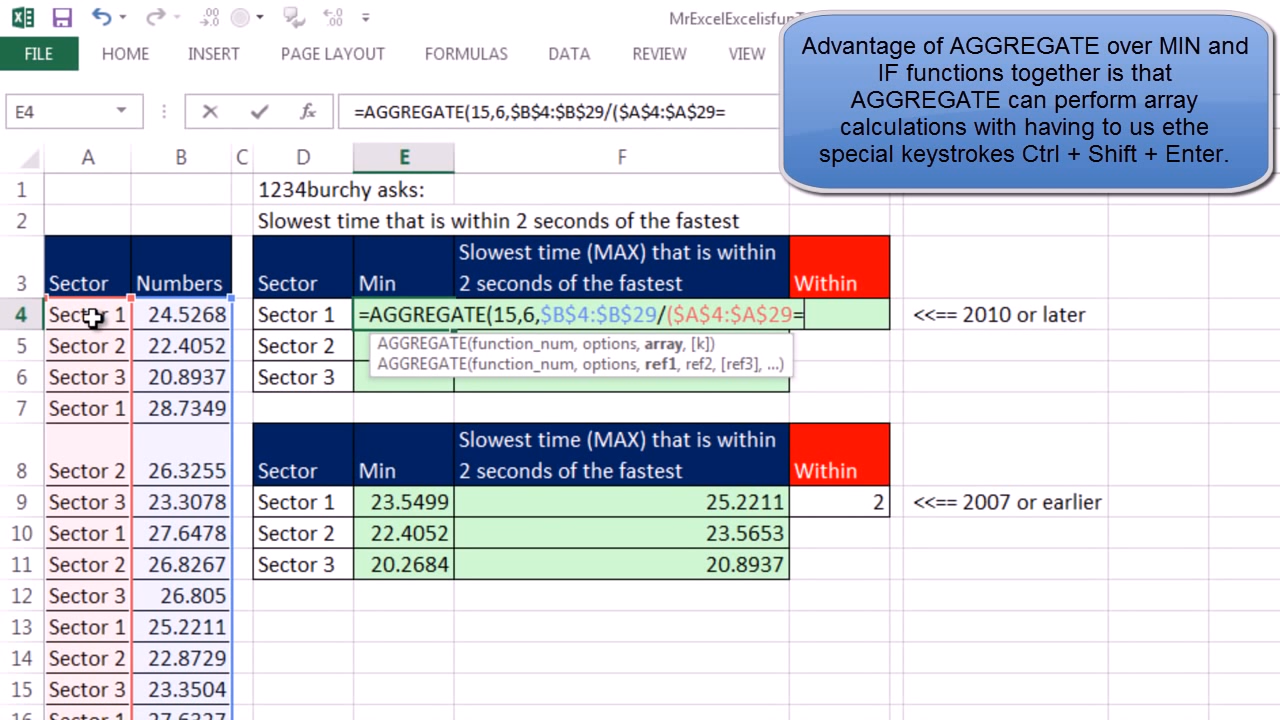 MrExcelExcelisfunT
FILE HOME INSERT PAGE LAYOUT FORMULAS DATA REVIEW VIEW
Advantage of AGGREGATE over MIN and
IF functions together is that
AGGREGATE can perform array
calculations with having to us ethe
special keystrokes Ctrl + Shift + Enter.
E4 fx =AGGREGATE(15,6,$B$4:$B$29/($A$4:$A$29=
A B C D E F
1 1234burchy asks:
2 Slowest time that is within 2 seconds of the fastest
3 Sector Numbers Sector Min Slowest time (MAX) that is within
2 seconds of the fastest Within
4 Sector 1 24.5268 Sector 1 =AGGREGATE(15,6,$B$4:$B$29/($A$4:$A$29= <<== 2010 or later
AGGREGATE(function_num, options, array, [k])
AGGREGATE(function_num, options, ref1, ref2, [ref3], ...)
5 Sector 2 22.4052 Sector 2
6 Sector 3 20.8937 Sector 3
7 Sector 1 28.7349
8 Sector 2 26.3255 Sector Min Slowest time (MAX) that is within
2 seconds of the fastest Within
9 Sector 3 23.3078 Sector 1 23.5499 25.2211 2 <<== 2007 or earlier
10 Sector 1 27.6478 Sector 2 22.4052 23.5653
11 Sector 2 26.8267 Sector 3 20.2684 20.8937
12 Sector 3 26.805
13 Sector 1 25.2211
14 Sector 2 22.8729
15 Sector 3 23.3504
16 Sector 1 27.6327